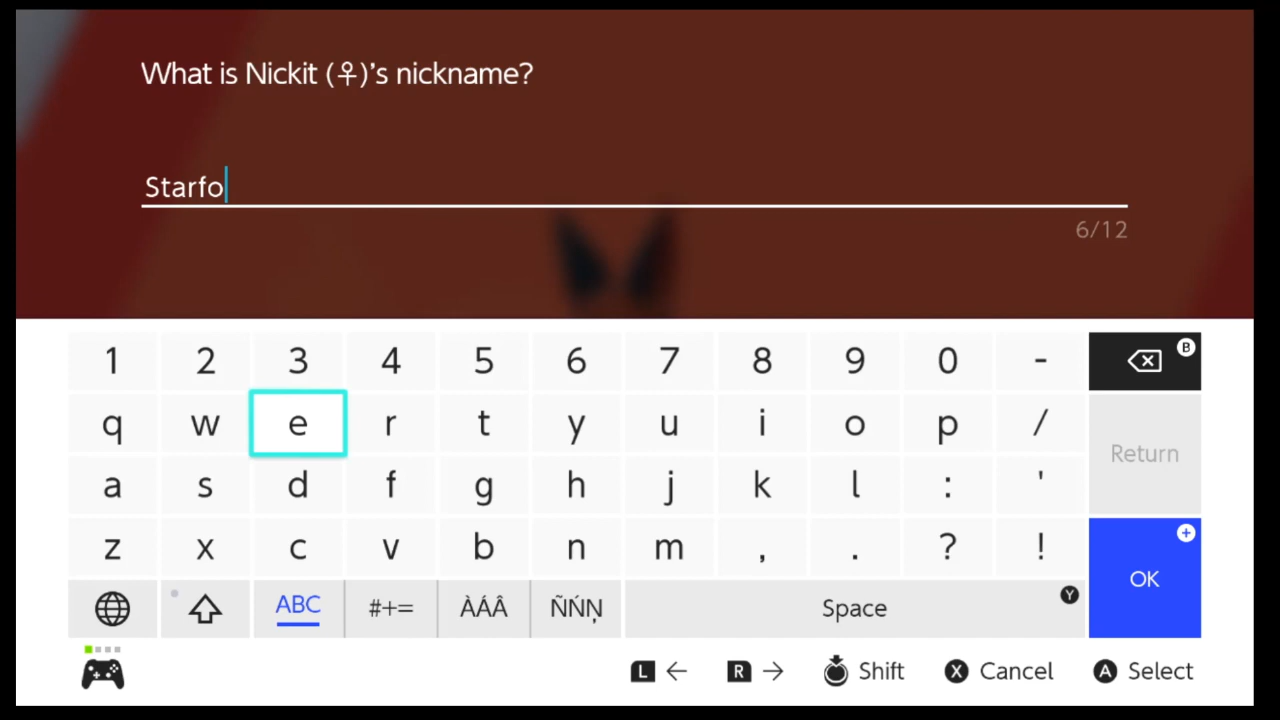 What is Nickit (♀)'s nickname?
Starfo
6/12
1 2 3 4 5 6 7 8 9 0 - B
q w e r t y u i o p / Return
a s d f g h j k l : '
z x c v b n m , . ? ! + OK
ABC #+= ÀÁÂ ÑŃŅ Space Y
L ← R → Shift X Cancel A Select